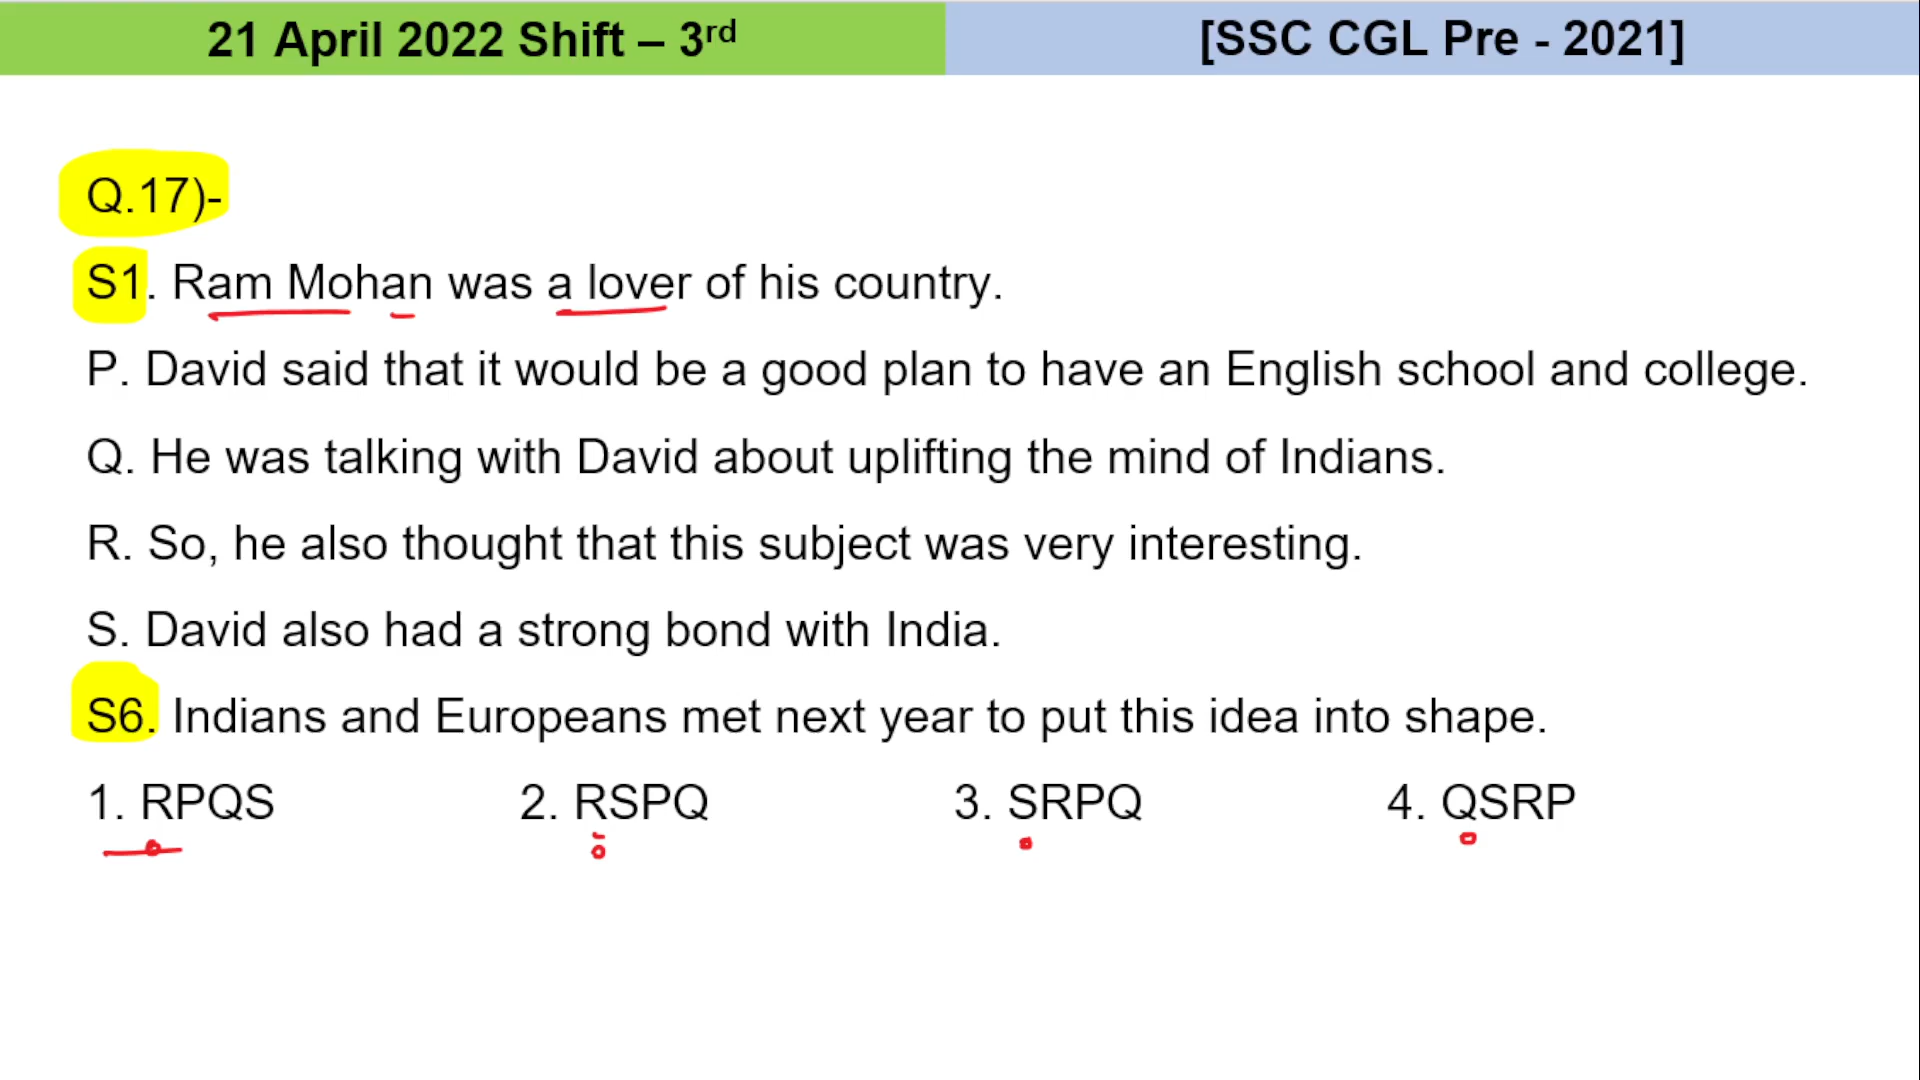 21 April 2022 Shift – 3rd
[SSC CGL Pre - 2021]
Q.17)-
S1. Ram Mohan was a lover of his country.
P. David said that it would be a good plan to have an English school and college.
Q. He was talking with David about uplifting the mind of Indians.
R. So, he also thought that this subject was very interesting.
S. David also had a strong bond with India.
S6. Indians and Europeans met next year to put this idea into shape.
1. RPQS 2. RSPQ 3. SRPQ 4. QSRP